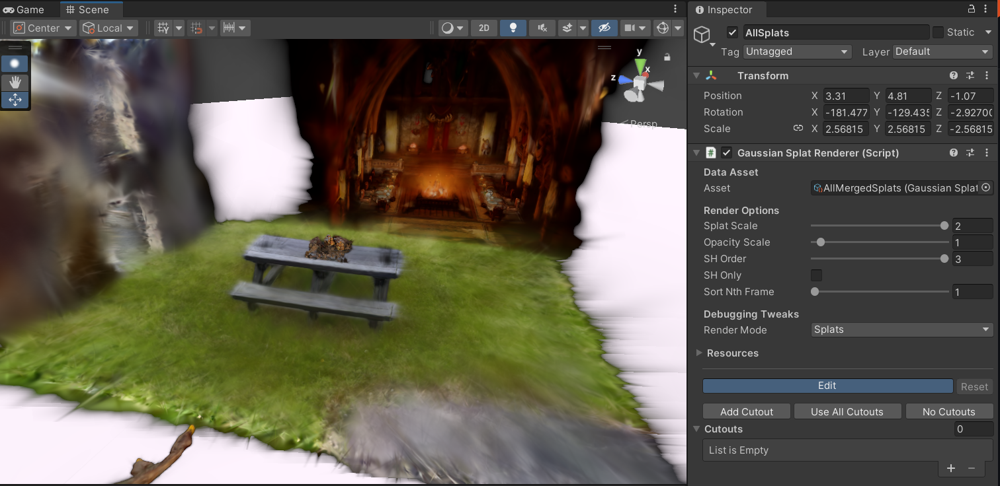 Game Scene
Center Local 2D
y
x
z
Persp
Inspector
AllSplats Static
Tag Untagged Layer Default
Transform
Position X 3.31 Y 4.81 Z -1.07
Rotation X -181.477 Y -129.435 Z -2.9270
Scale X 2.56815 Y 2.56815 Z -2.56815
# Gaussian Splat Renderer (Script)
Data Asset
Asset AllMergedSplats (Gaussian Splat
Render Options
Splat Scale 2
Opacity Scale 1
SH Order 3
SH Only
Sort Nth Frame 1
Debugging Tweaks
Render Mode Splats
Resources
Edit Reset
Add Cutout Use All Cutouts No Cutouts
Cutouts 0
List is Empty
+ −